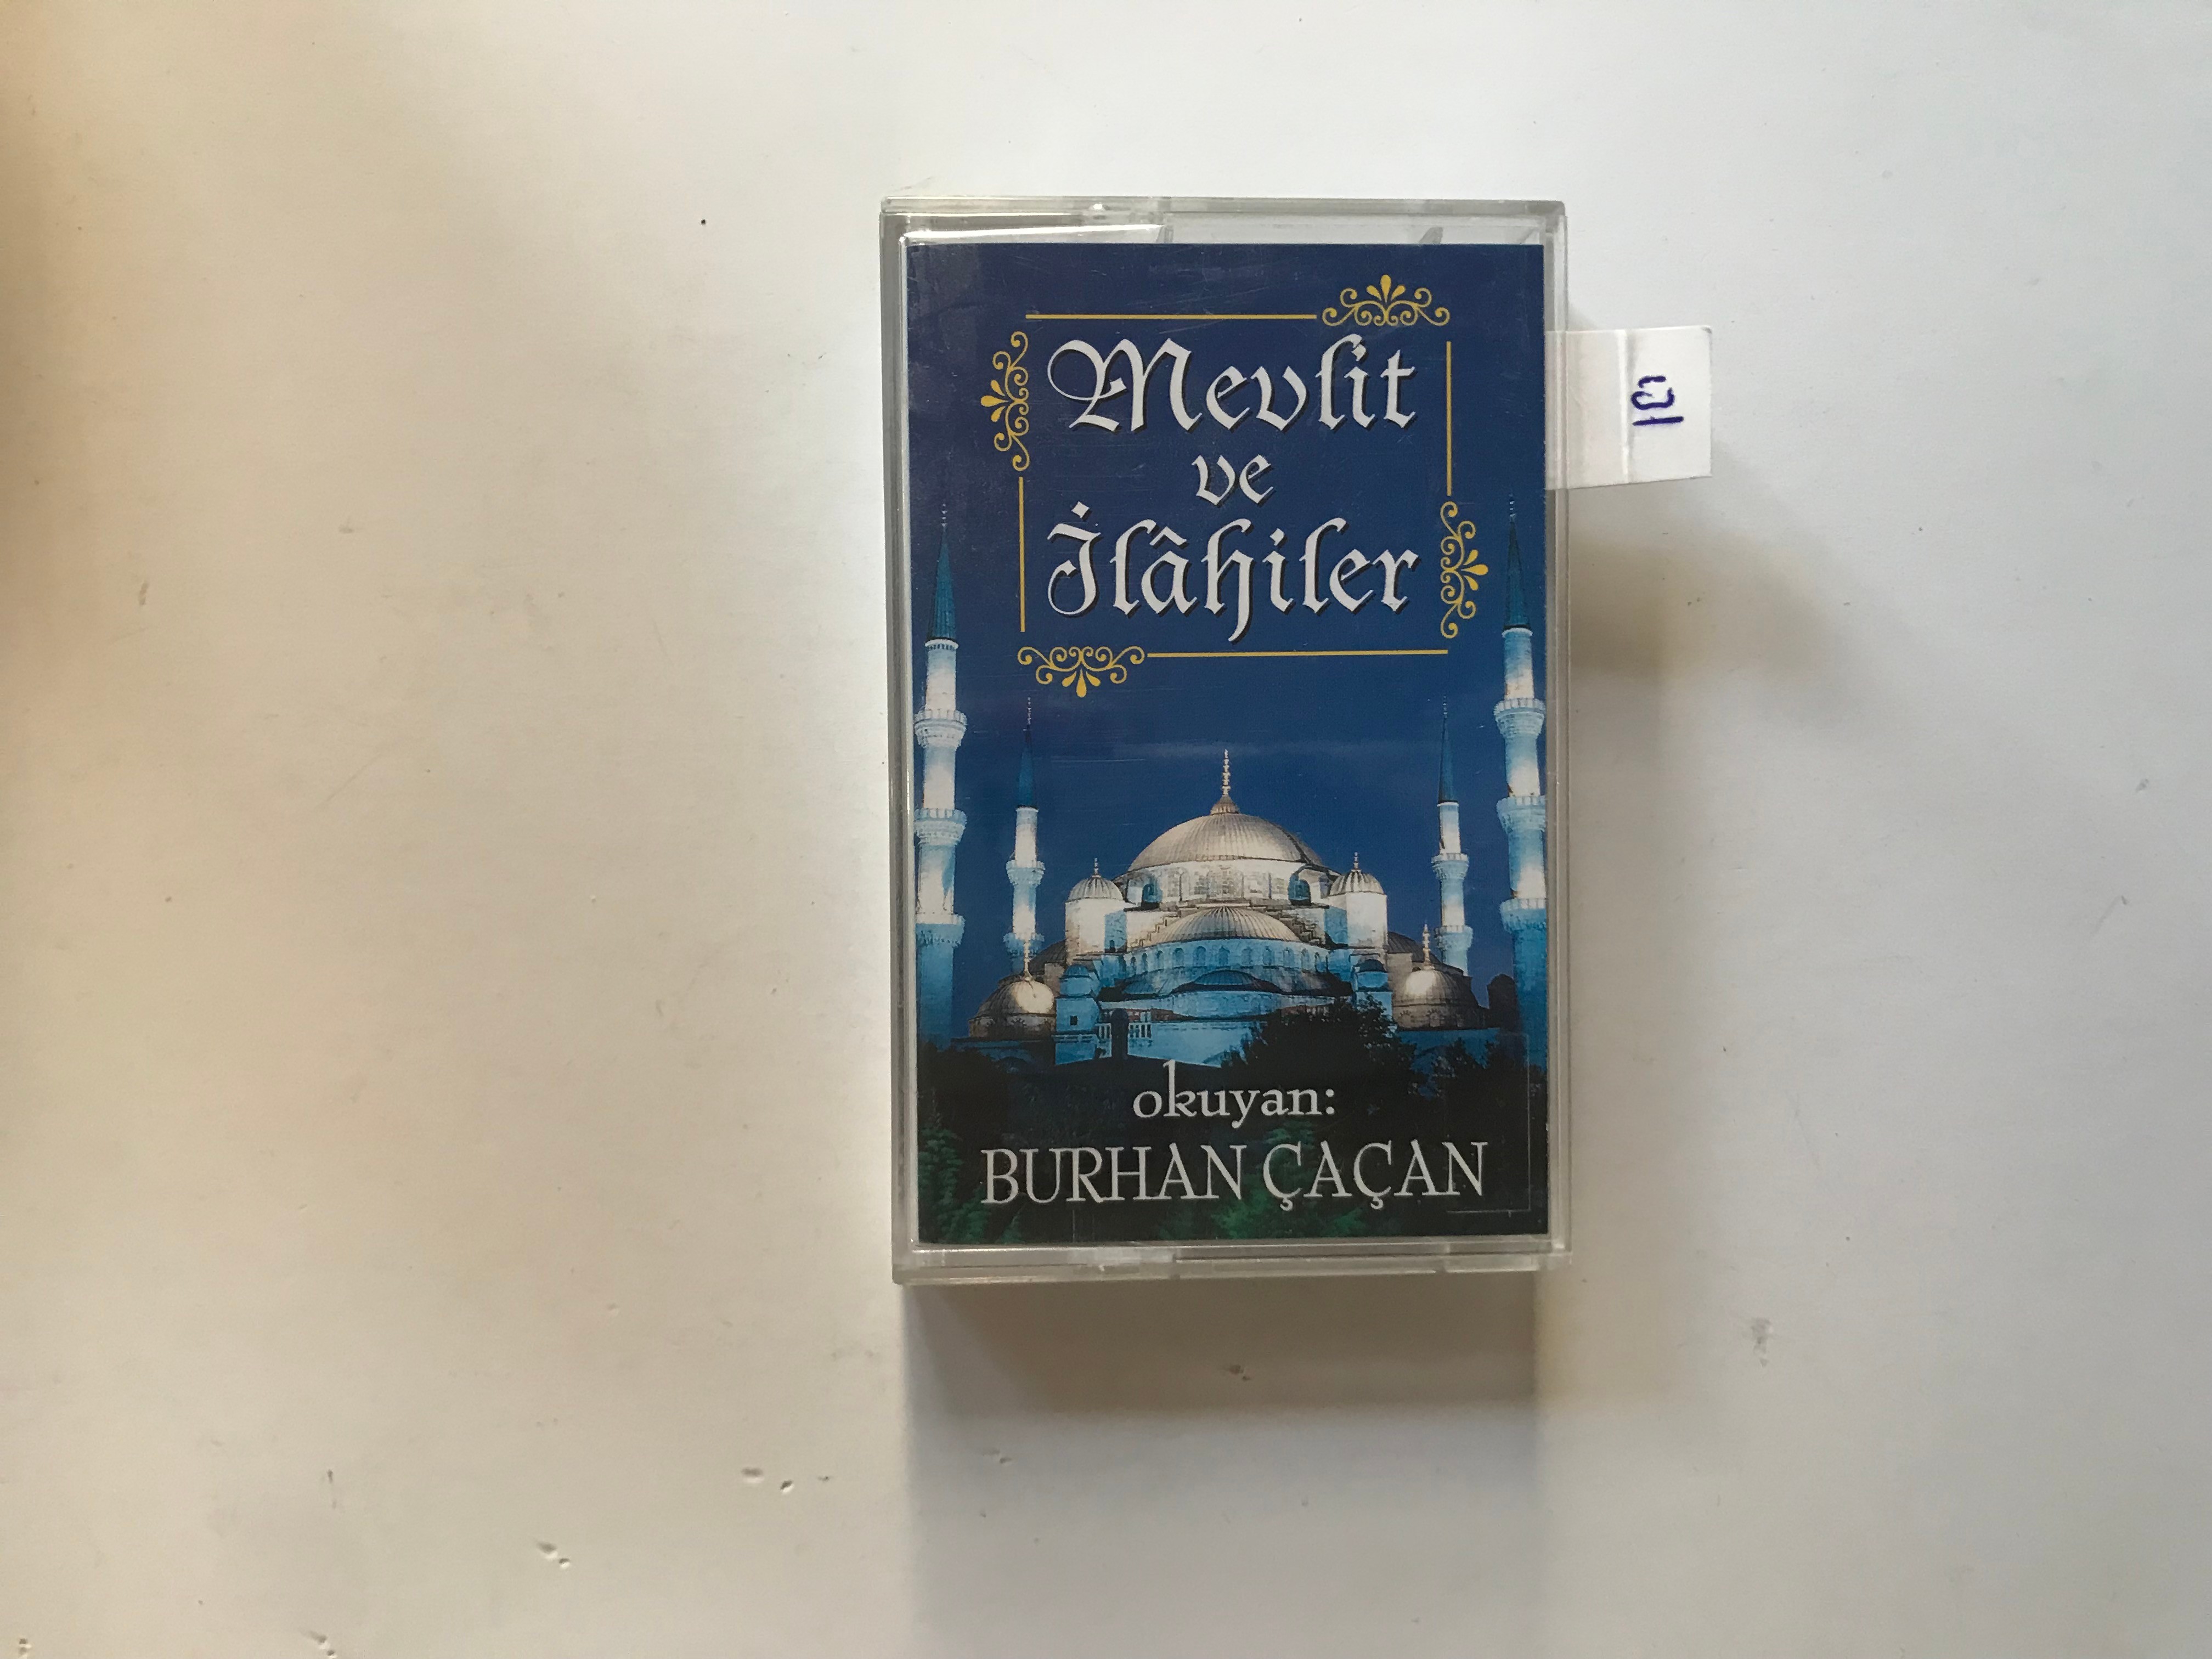 Mevlit
ve
İlâhiler
okuyan:
BURHAN ÇAÇAN